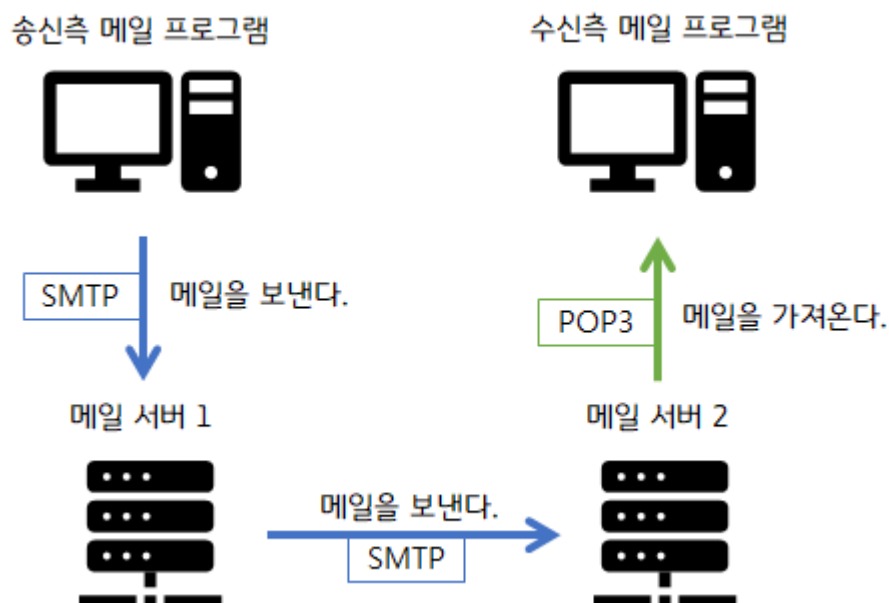 송신측 메일 프로그램
수신측 메일 프로그램
SMTP
메일을 보낸다.
POP3
메일을 가져온다.
메일 서버 1
메일 서버 2
메일을 보낸다.
SMTP